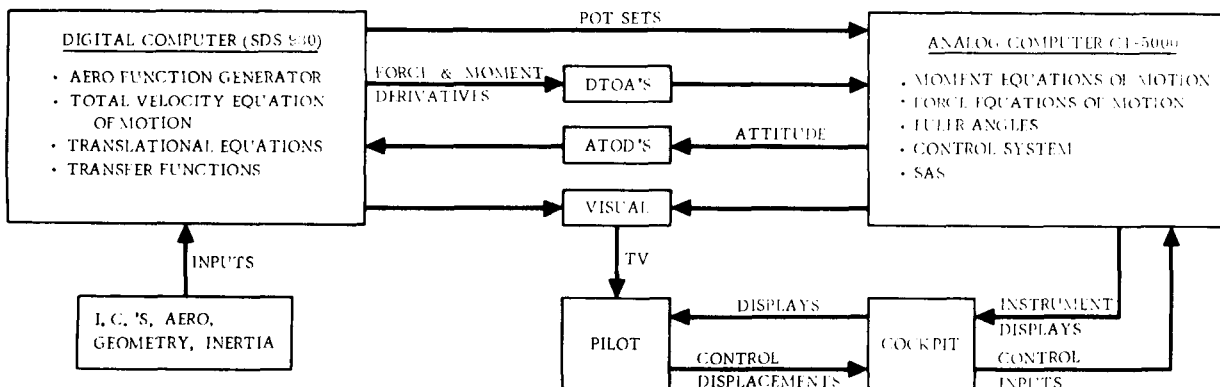 POT SETS
DIGITAL COMPUTER (SDS 930)
• AERO FUNCTION GENERATOR
• TOTAL VELOCITY EQUATION
OF MOTION
• TRANSLATIONAL EQUATIONS
• TRANSFER FUNCTIONS
FORCE & MOMENT
DERIVATIVES
DTOA'S
ATOD'S
ATTITUDE
VISUAL
TV
ANALOG COMPUTER CI-5000
• MOMENT EQUATIONS OF MOTION
• FORCE EQUATIONS OF MOTION
• EULER ANGLES
• CONTROL SYSTEM
• SAS
INPUTS
I. C. 'S, AERO,
GEOMETRY, INERTIA
PILOT
DISPLAYS
CONTROL
DISPLACEMENTS
COCKPIT
INSTRUMENT
DISPLAYS
CONTROL
INPUTS